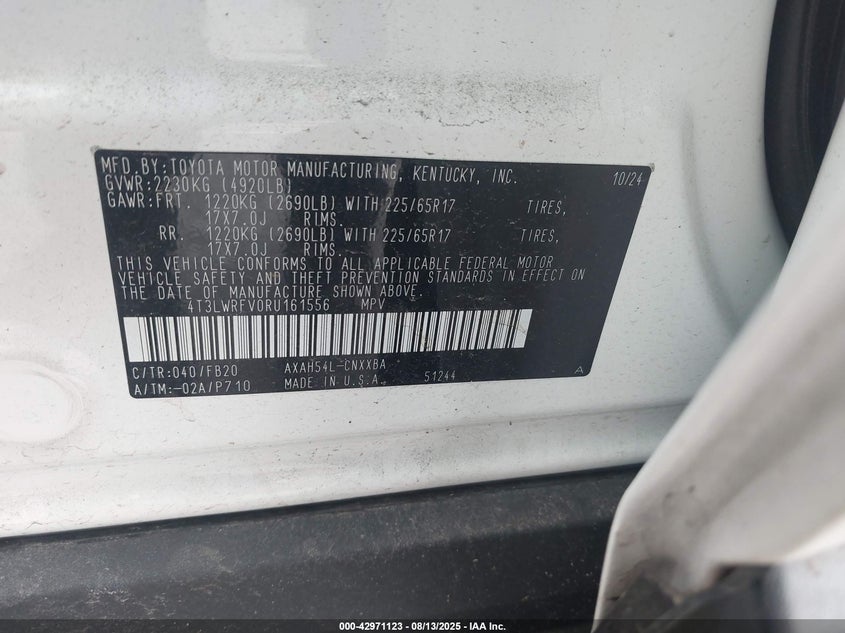 MFD.BY:TOYOTA MOTOR MANUFACTURING, KENTUCKY, INC. 10/24
GVWR:2230KG (4920LB)
GAWR:FRT. 1220KG (2690LB) WITH 225/65R17 TIRES,
17X7.0J RIMS.
RR. 1220KG (2690LB) WITH 225/65R17 TIRES,
17X7.0J RIMS.
THIS VEHICLE CONFORMS TO ALL APPLICABLE FEDERAL MOTOR
VEHICLE SAFETY AND THEFT PREVENTION STANDARDS IN EFFECT ON
THE DATE OF MANUFACTURE SHOWN ABOVE.
4T3LWRFV0RU161556 MPV
C/TR:040/FB20 AXAH54L-CNXXBA
A/TM:-02A/P710 MADE IN U.S.A. 51244 A
000-42971123 - 08/13/2025 - IAA Inc.